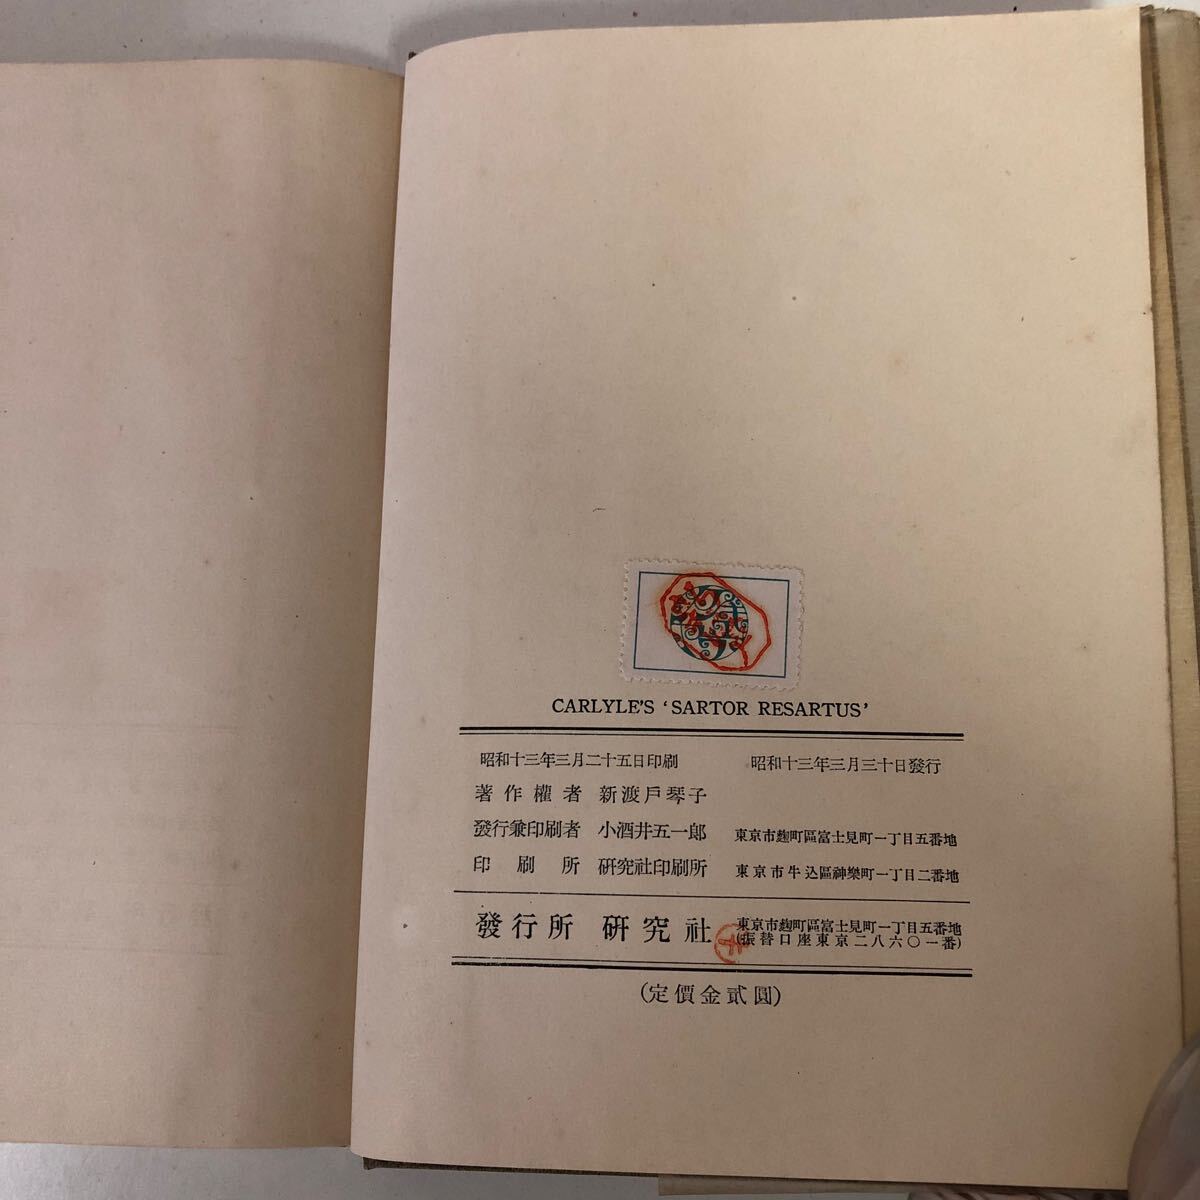 CARLYLE'S ‘SARTOR RESARTUS’
昭和十三年三月二十五日印刷 昭和十三年三月三十日發行
著作權者 新渡戶琴子
發行兼印刷者 小酒井五一郎 東京市麴町區富士見町一丁目五番地
印刷所 硏究社印刷所 東京市牛込區神樂町一丁目二番地
發行所 硏究社 東京市麴町區富士見町一丁目五番地
(振替口座東京二八六〇一番)
(定價金貳圓)